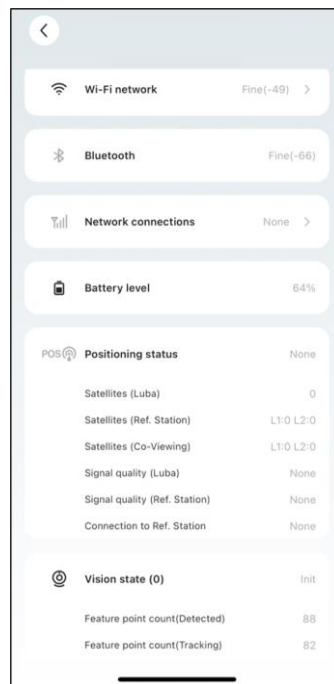 Wi-Fi network Fine(-49) >
Bluetooth Fine(-66)
Network connections None >
Battery level 64%
POS Positioning status None
Satellites (Luba) 0
Satellites (Ref. Station) L1:0 L2:0
Satellites (Co-Viewing) L1:0 L2:0
Signal quality (Luba) None
Signal quality (Ref. Station) None
Connection to Ref. Station None
Vision state (0) Init
Feature point count(Detected) 88
Feature point count(Tracking) 82